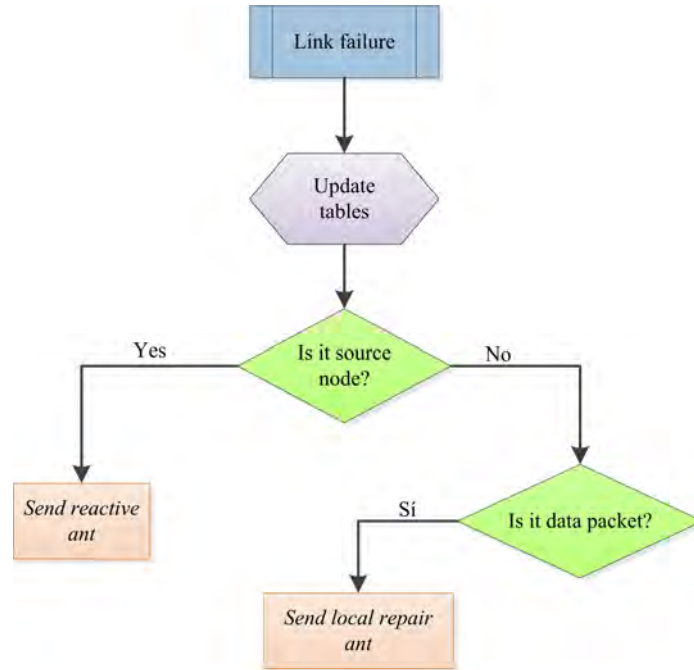 Link failure
Update
tables
Is it source
node?
Yes
No
Send reactive
ant
Sí
Is it data packet?
Send local repair
ant